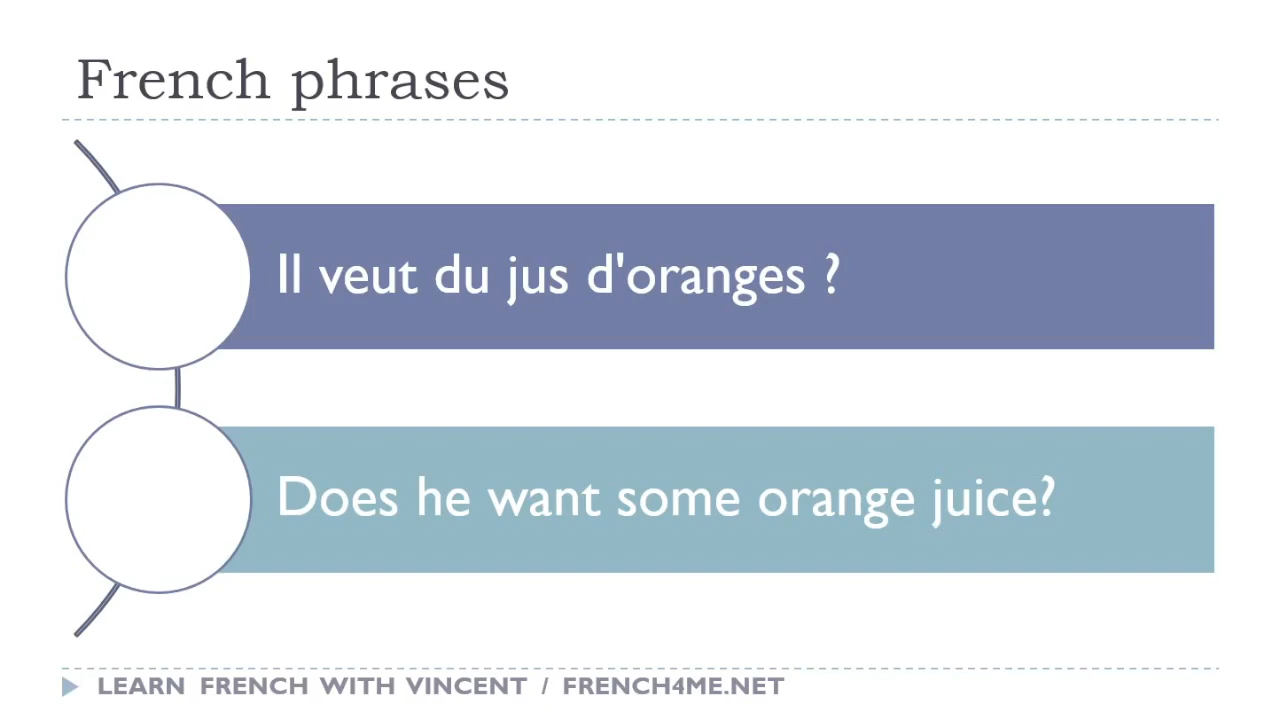 French phrases
Il veut du jus d'oranges ?
Does he want some orange juice?
LEARN FRENCH WITH VINCENT / FRENCH4ME.NET